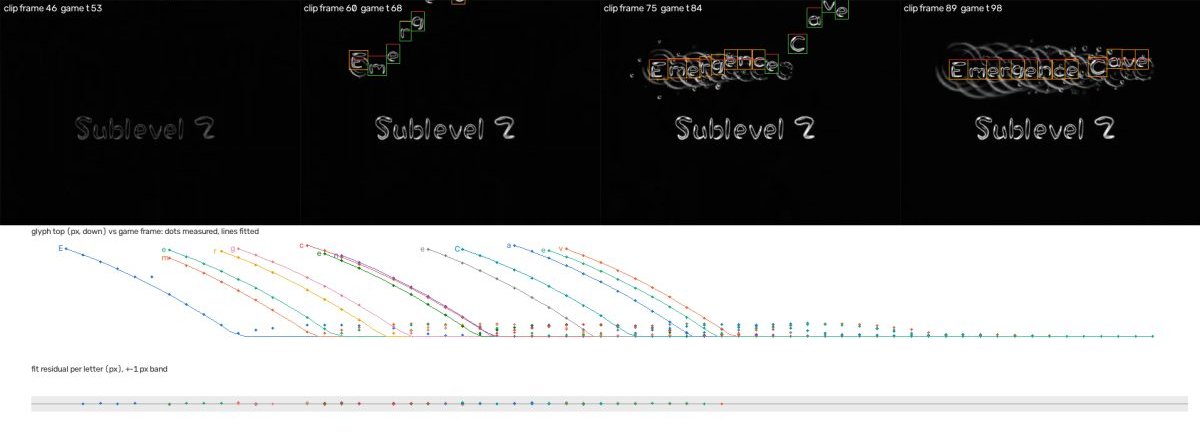 clip frame 46 game t 53
clip frame 60 game t 68
clip frame 75 game t 84
clip frame 89 game t 98
E m e r g
Emergence C ave
Emergence Cave
Sublevel 2
Sublevel 2
Sublevel 2
Sublevel 2
glyph top (px, down) vs game frame: dots measured, lines fitted
E
e
m
r
g
c
e
n
e
C
a
e
v
fit residual per letter (px), +-1 px band